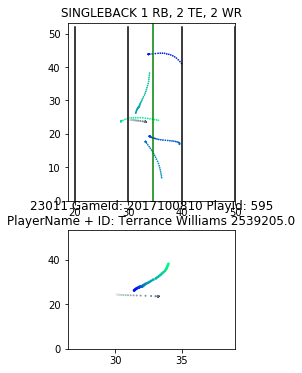 SINGLEBACK 1 RB, 2 TE, 2 WR
50
40
30
20
10
0
20 30 40 50
23011 GameId: 2017100810 PlayId: 595
PlayerName + ID: Terrance Williams 2539205.0
40
20
0
30 35